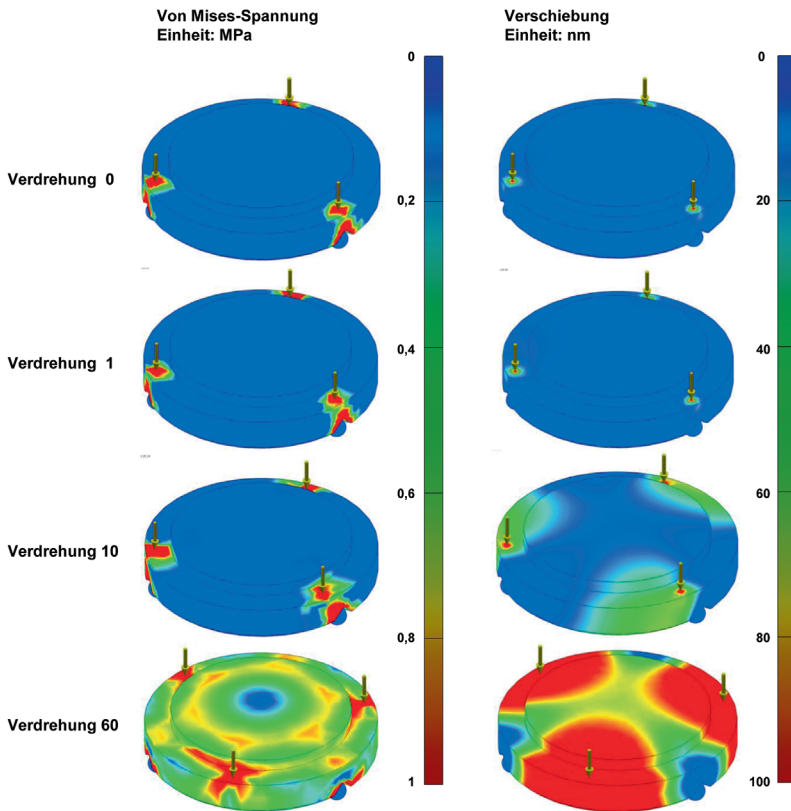 Von Mises-Spannung
Einheit: MPa
Verschiebung
Einheit: nm
0
0
Verdrehung 0
0,2
20
Verdrehung 1
0,4
40
0,6
60
Verdrehung 10
0,8
80
Verdrehung 60
1
100